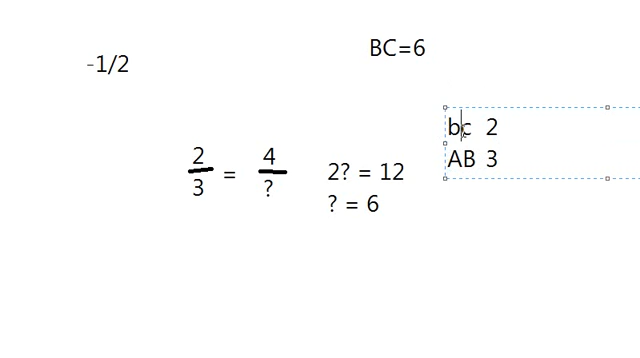 -1/2
BC=6
bc 2
AB 3
2 = 4
3 ?
2? = 12
? = 6